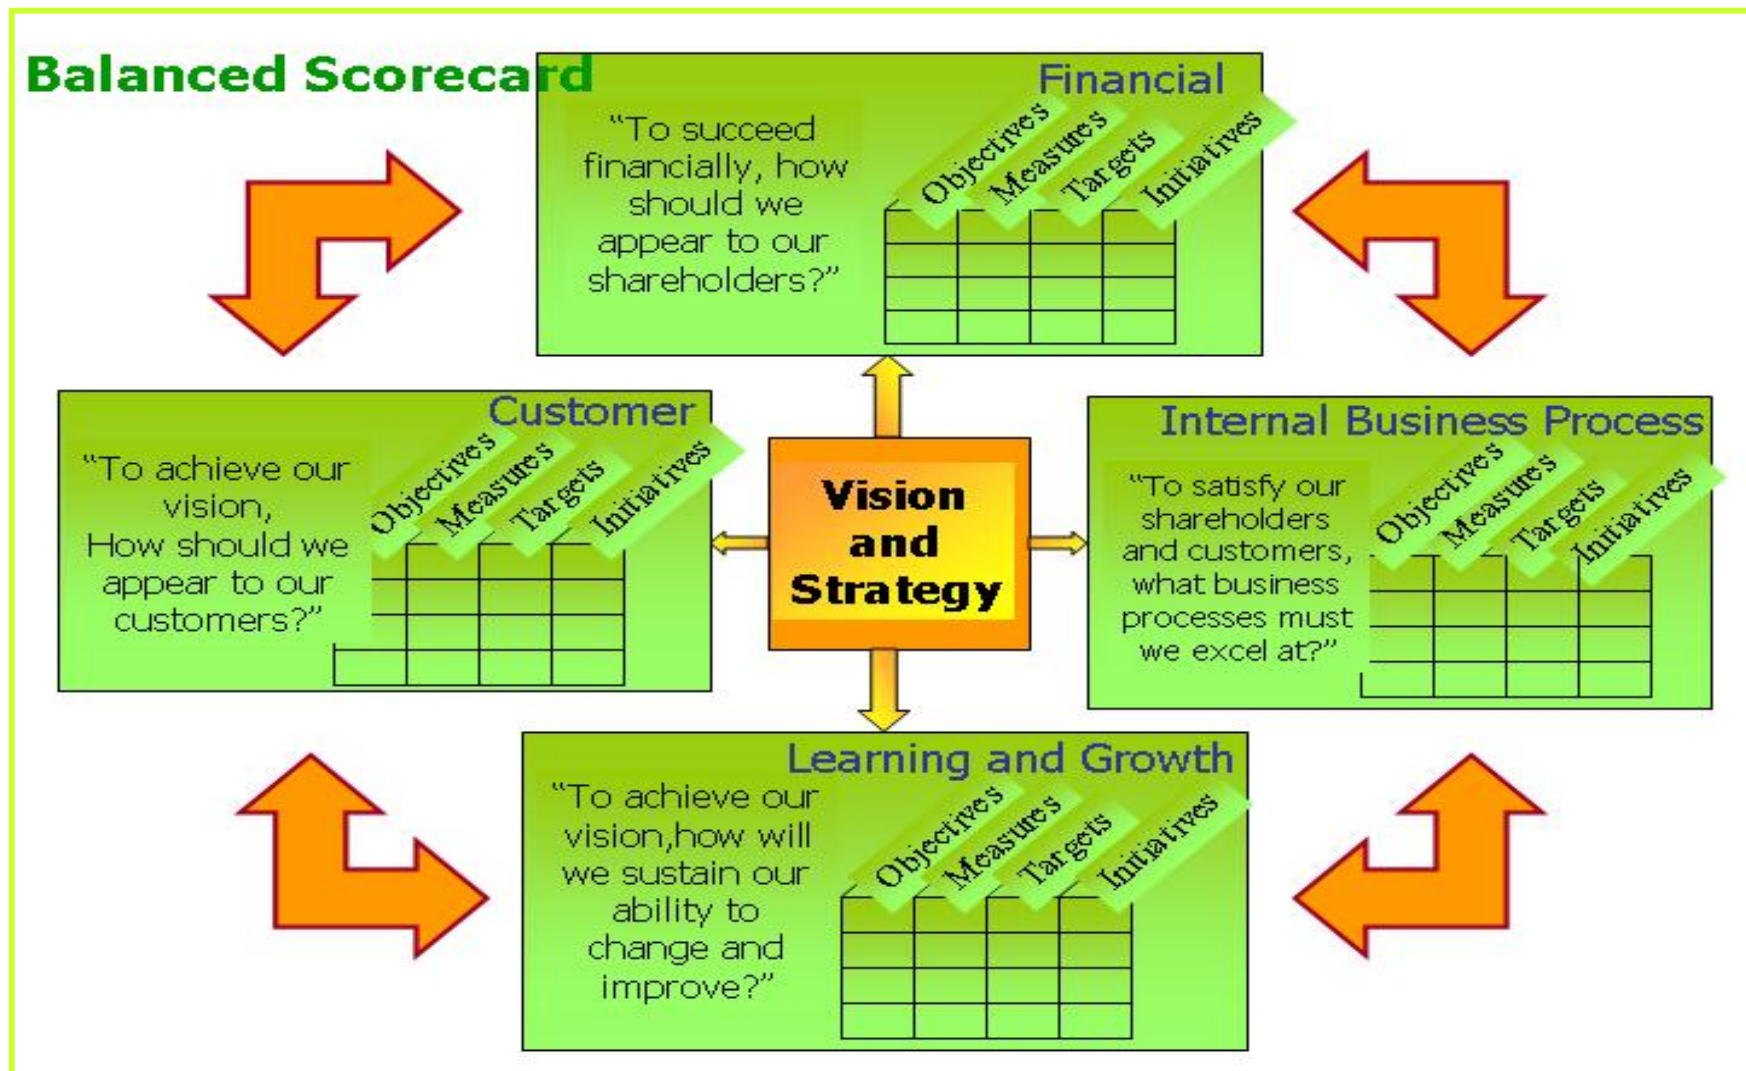 Balanced Scorecard
Financial
“To succeed
financially, how
should we
appear to our
shareholders?”
Objectives
Measures
Targets
Initiatives
Customer
“To achieve our
vision,
How should we
appear to our
customers?”
Objectives
Measures
Targets
Initiatives
Vision
and
Strategy
Internal Business Process
“To satisfy our
shareholders
and customers,
what business
processes must
we excel at?”
Objectives
Measures
Targets
Initiatives
Learning and Growth
“To achieve our
vision,how will
we sustain our
ability to
change and
improve?”
Objectives
Measures
Targets
Initiatives